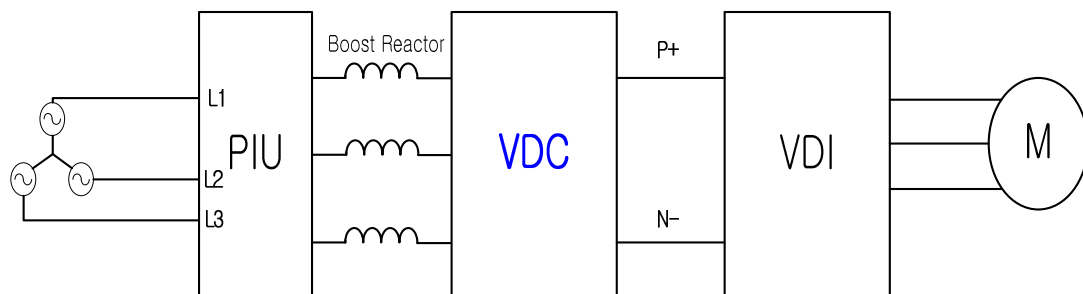 Boost Reactor
P+
L1
PIU
VDC
VDI
M
L2
L3
N-